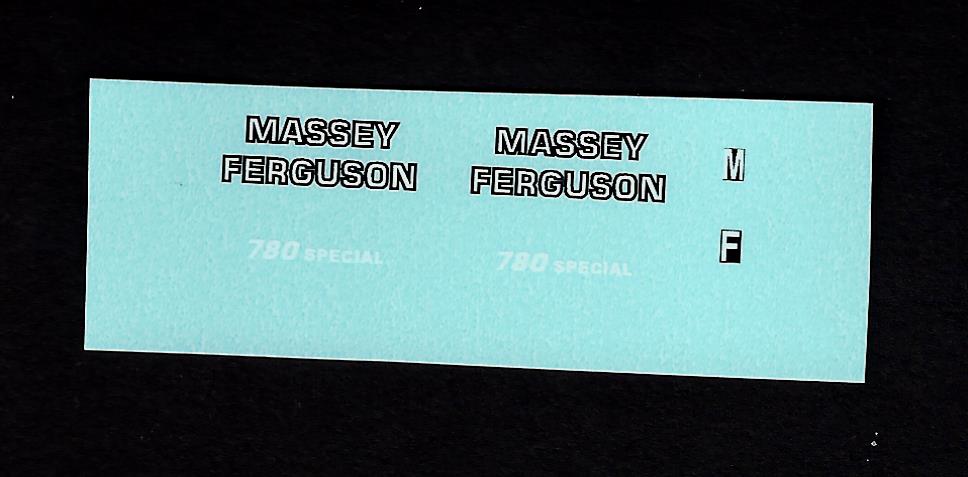 MASSEY
FERGUSON
780 SPECIAL
MASSEY
FERGUSON
780 SPECIAL
M
F